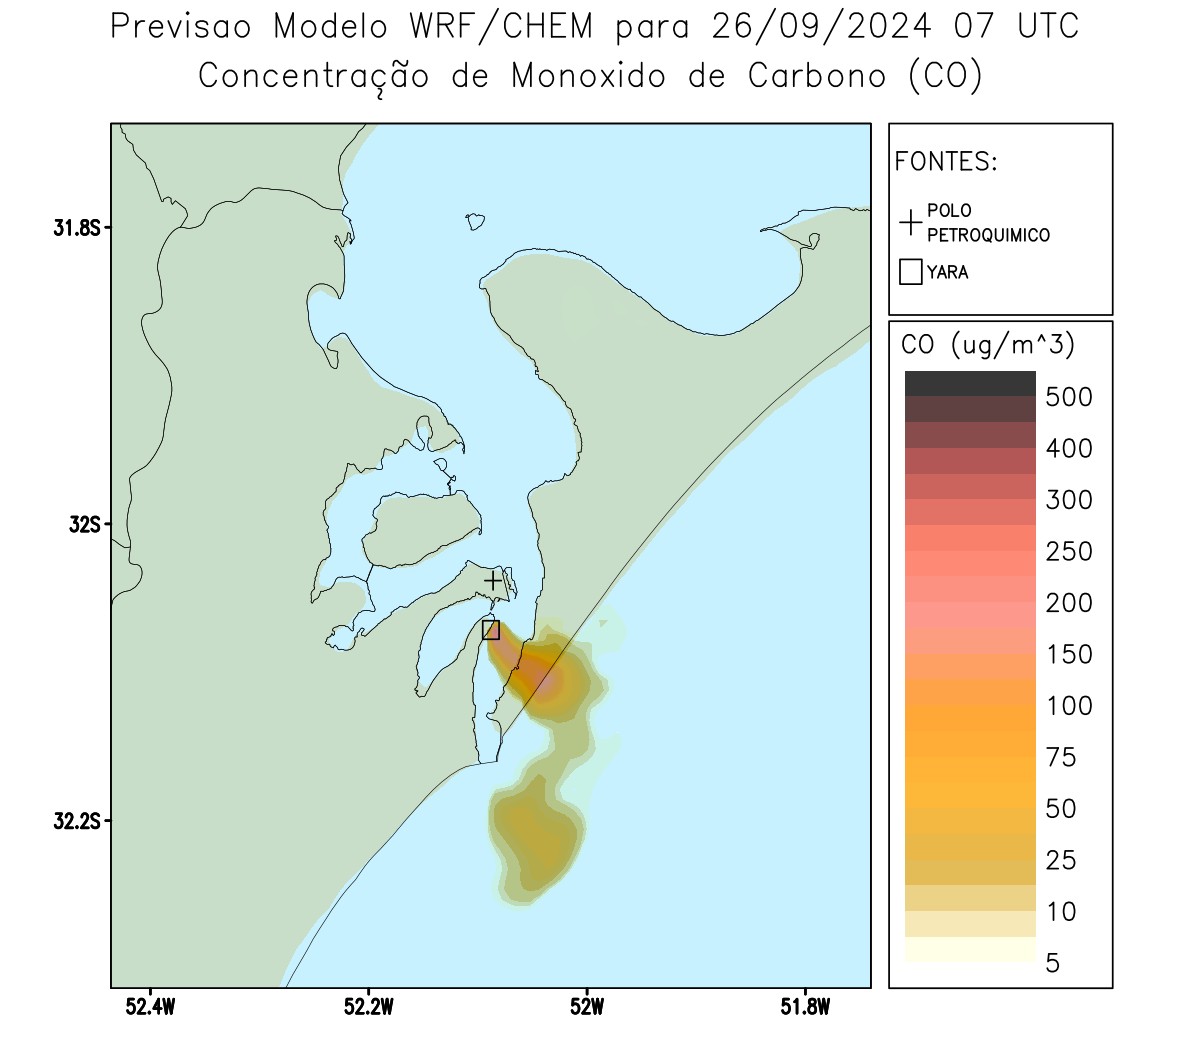 Previsao Modelo WRF/CHEM para 26/09/2024 07 UTC
Concentração de Monoxido de Carbono (CO)
FONTES:
POLO
PETROQUIMICO
YARA
CO (ug/m^3)
500
400
300
250
200
150
100
75
50
25
10
5
31.8S
32S
32.2S
52.4W
52.2W
52W
51.8W